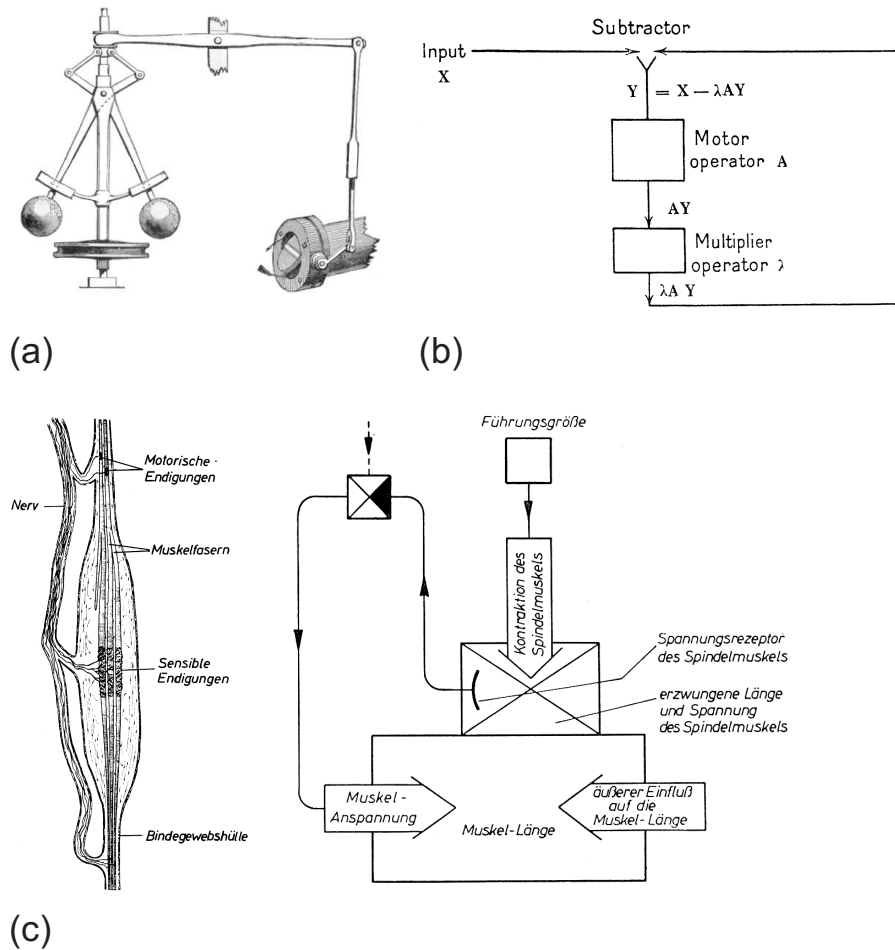 Subtractor
Input
X
Y = X – λAY
Motor
operator A
AY
Multiplier
operator λ
λA Y
(a)
(b)
Motorische-
Endigungen
Nerv
Muskelfasern
Sensible
Endigungen
Bindegewebshülle
Führungsgröße
Kontraktion des
Spindelmuskels
Spannungsrezeptor
des Spindelmuskels
erzwungene Länge
und Spannung
des Spindelmuskels
Muskel-
Anspannung
Muskel-Länge
äußerer Einfluß
auf die
Muskel-Länge
(c)